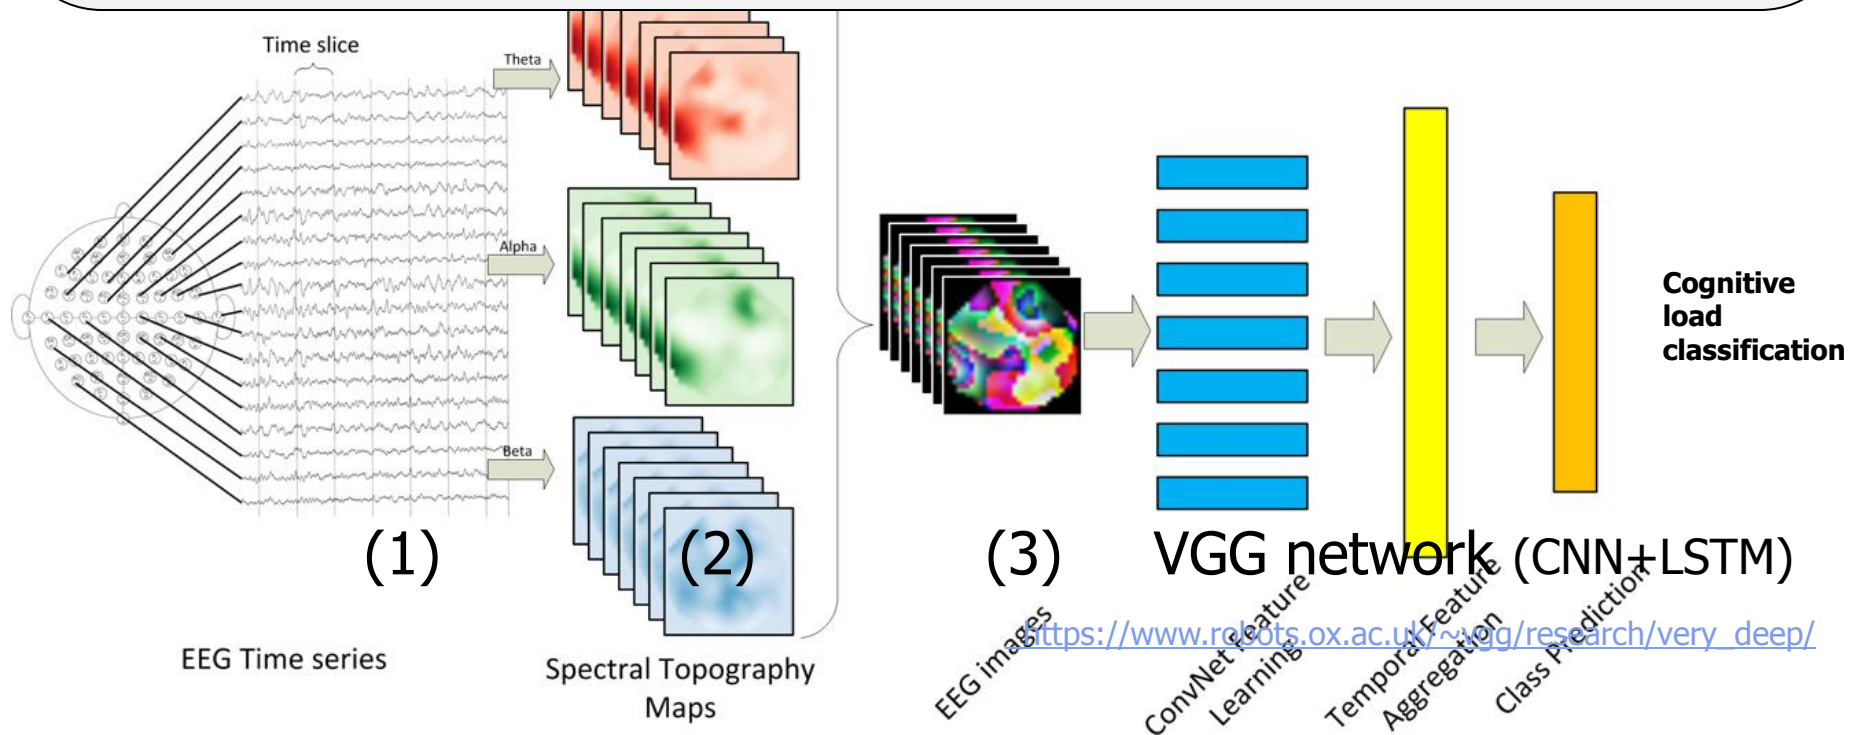 Time slice
Theta
Alpha
Beta
Cognitive
load
classification
(1)
(2)
(3)
VGG network (CNN+LSTM)
https://www.robots.ox.ac.uk/~vgg/research/very_deep/
EEG Time series
Spectral Topography
Maps
EEG images
ConvNet Feature
Learning
Temporal Feature
Aggregation
Class Prediction